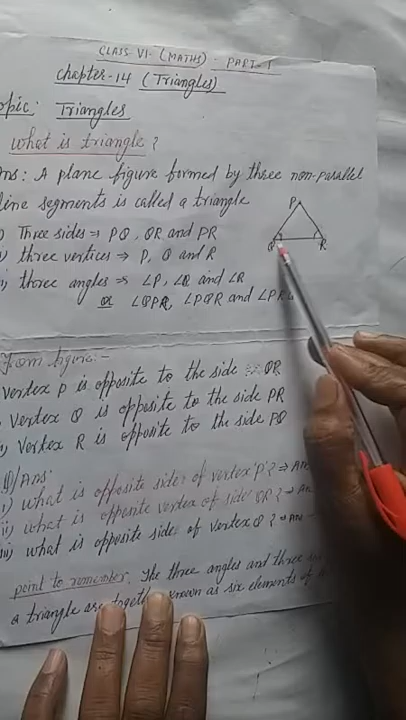 CLASS VI (MATHS) PART-I
Chapter-14 (Triangles)
Topic: Triangles
What is triangle?
Ans: A plane figure formed by three non-parallel
line segments is called a triangle
P
Q R
Three sides ⇒ PQ, QR and PR
three vertices ⇒ P, Q and R
three angles ⇒ ∠P, ∠Q and ∠R
or ∠QPR, ∠PQR and
From figure:-
Vertex P is opposite to the side QR
Vertex Q is opposite to the side PR
Vertex R is opposite to the side PQ
Ans:
i) what is opposite side of vertex 'P'? ⇒ Ans
ii) what is opposite vertex of side QR? ⇒ Ans
iii) what is opposite side of vertex Q? ⇒ Ans
point to remember. The three angles and three
a triangle are together known as six elements of